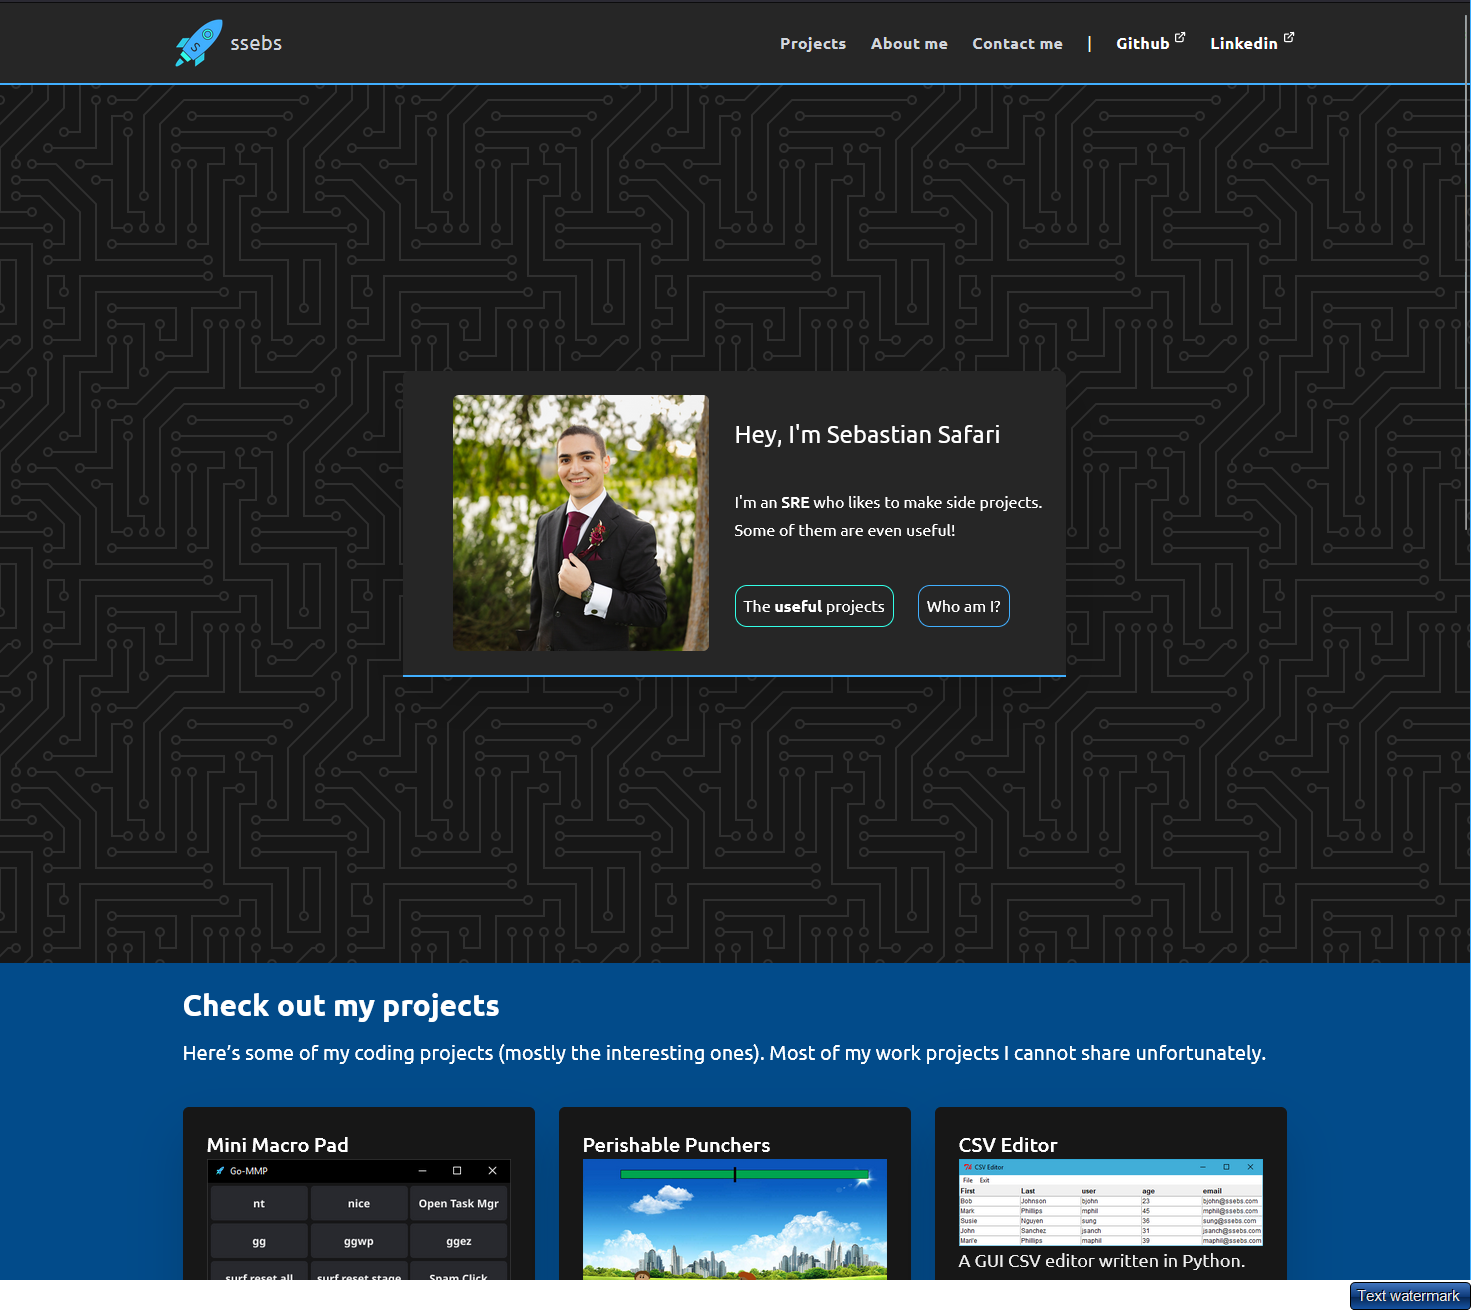 ssebs
Projects About me Contact me | Github Linkedin
Hey, I'm Sebastian Safari
I'm an SRE who likes to make side projects.
Some of them are even useful!
The useful projects Who am I?
Check out my projects
Here’s some of my coding projects (mostly the interesting ones). Most of my work projects I cannot share unfortunately.
Mini Macro Pad
Go-MMP
nt nice Open Task Mgr
gg ggwp ggez
surf reset all surf reset stage Spam Click
Perishable Punchers
CSV Editor
CSV Editor
File Exit
First Last user age email
Bob Johnson bjohn 23 bjohn@ssebs.com
Mark Phillips mphil 45 mphil@ssebs.com
Susie Nguyen sung 36 sung@ssebs.com
John Sanchez jsanch 31 jsanch@ssebs.com
Mari'e Phillips maphil 39 maphil@ssebs.com
A GUI CSV editor written in Python.
Text watermark